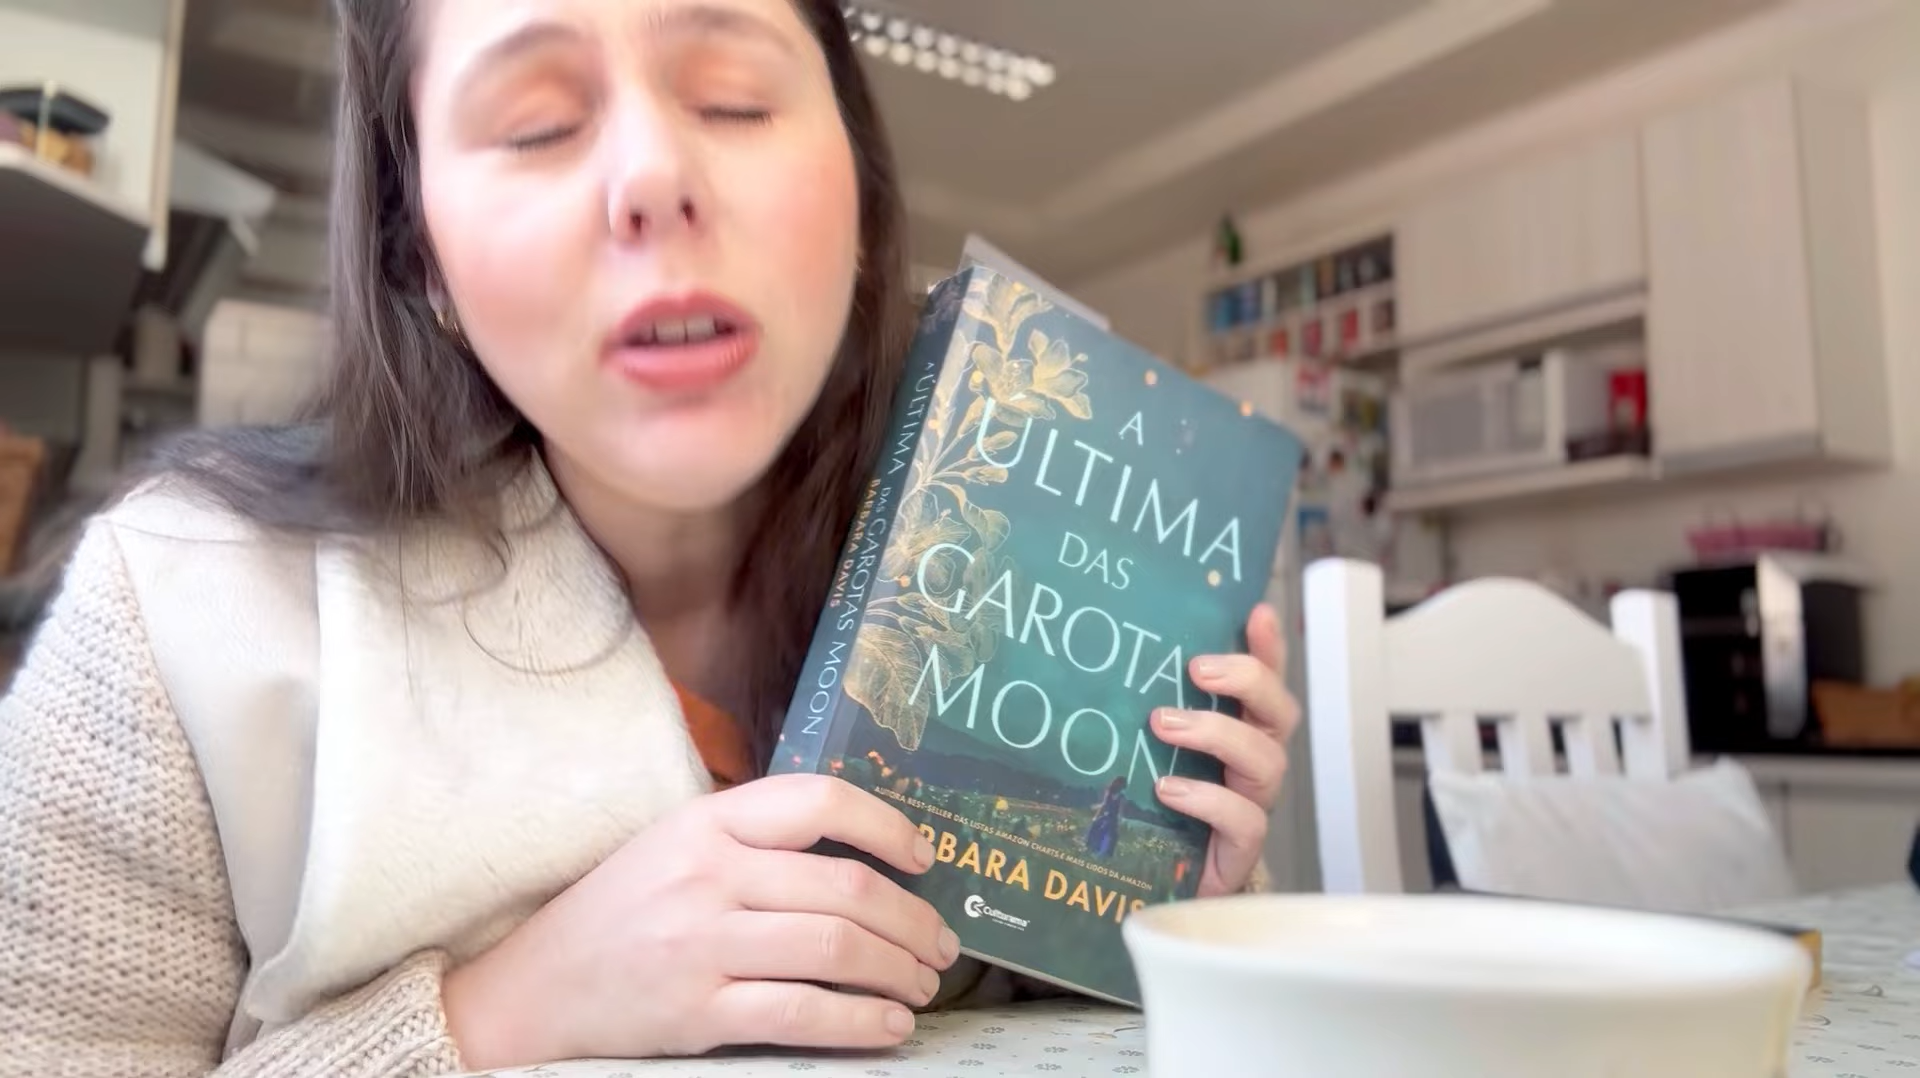 A
ÚLTIMA
DAS
GAROTAS
MOON
AUTORA BEST-SELLER DAS LISTAS AMAZON CHARTS E MAIS LIDOS DA AMAZON
RBARA DAVIS
Culturama
A ÚLTIMA DAS GAROTAS MOON
BARBARA DAVIS